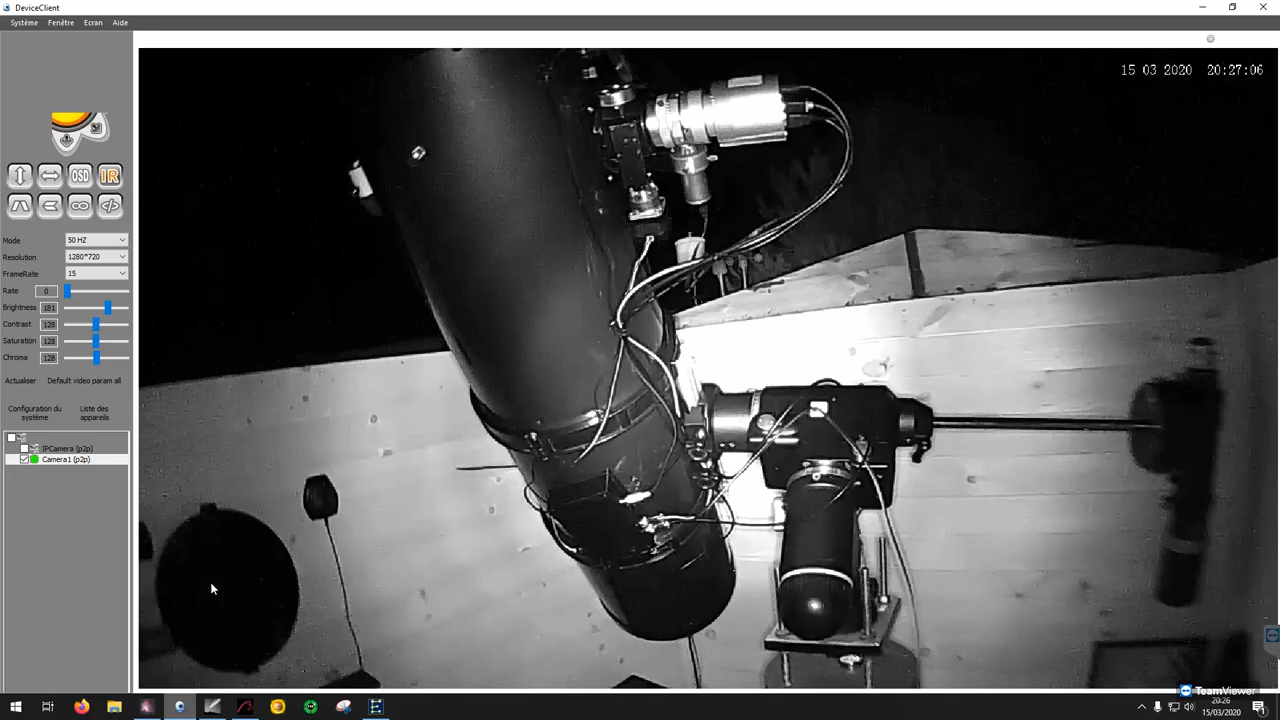 DeviceClient
Système Fenêtre Ecran Aide
15 03 2020 20:27:06
OSD IR
Mode 50 HZ
Resolution 1280*720
FrameRate 15
Rate 0
Brightness 181
Contrast 128
Saturation 128
Chroma 128
Actualiser Default video param all
Configuration du système
Liste des appareils
IPCamera (p2p)
Camera1 (p2p)
TeamViewer
20:26
15/03/2020
1